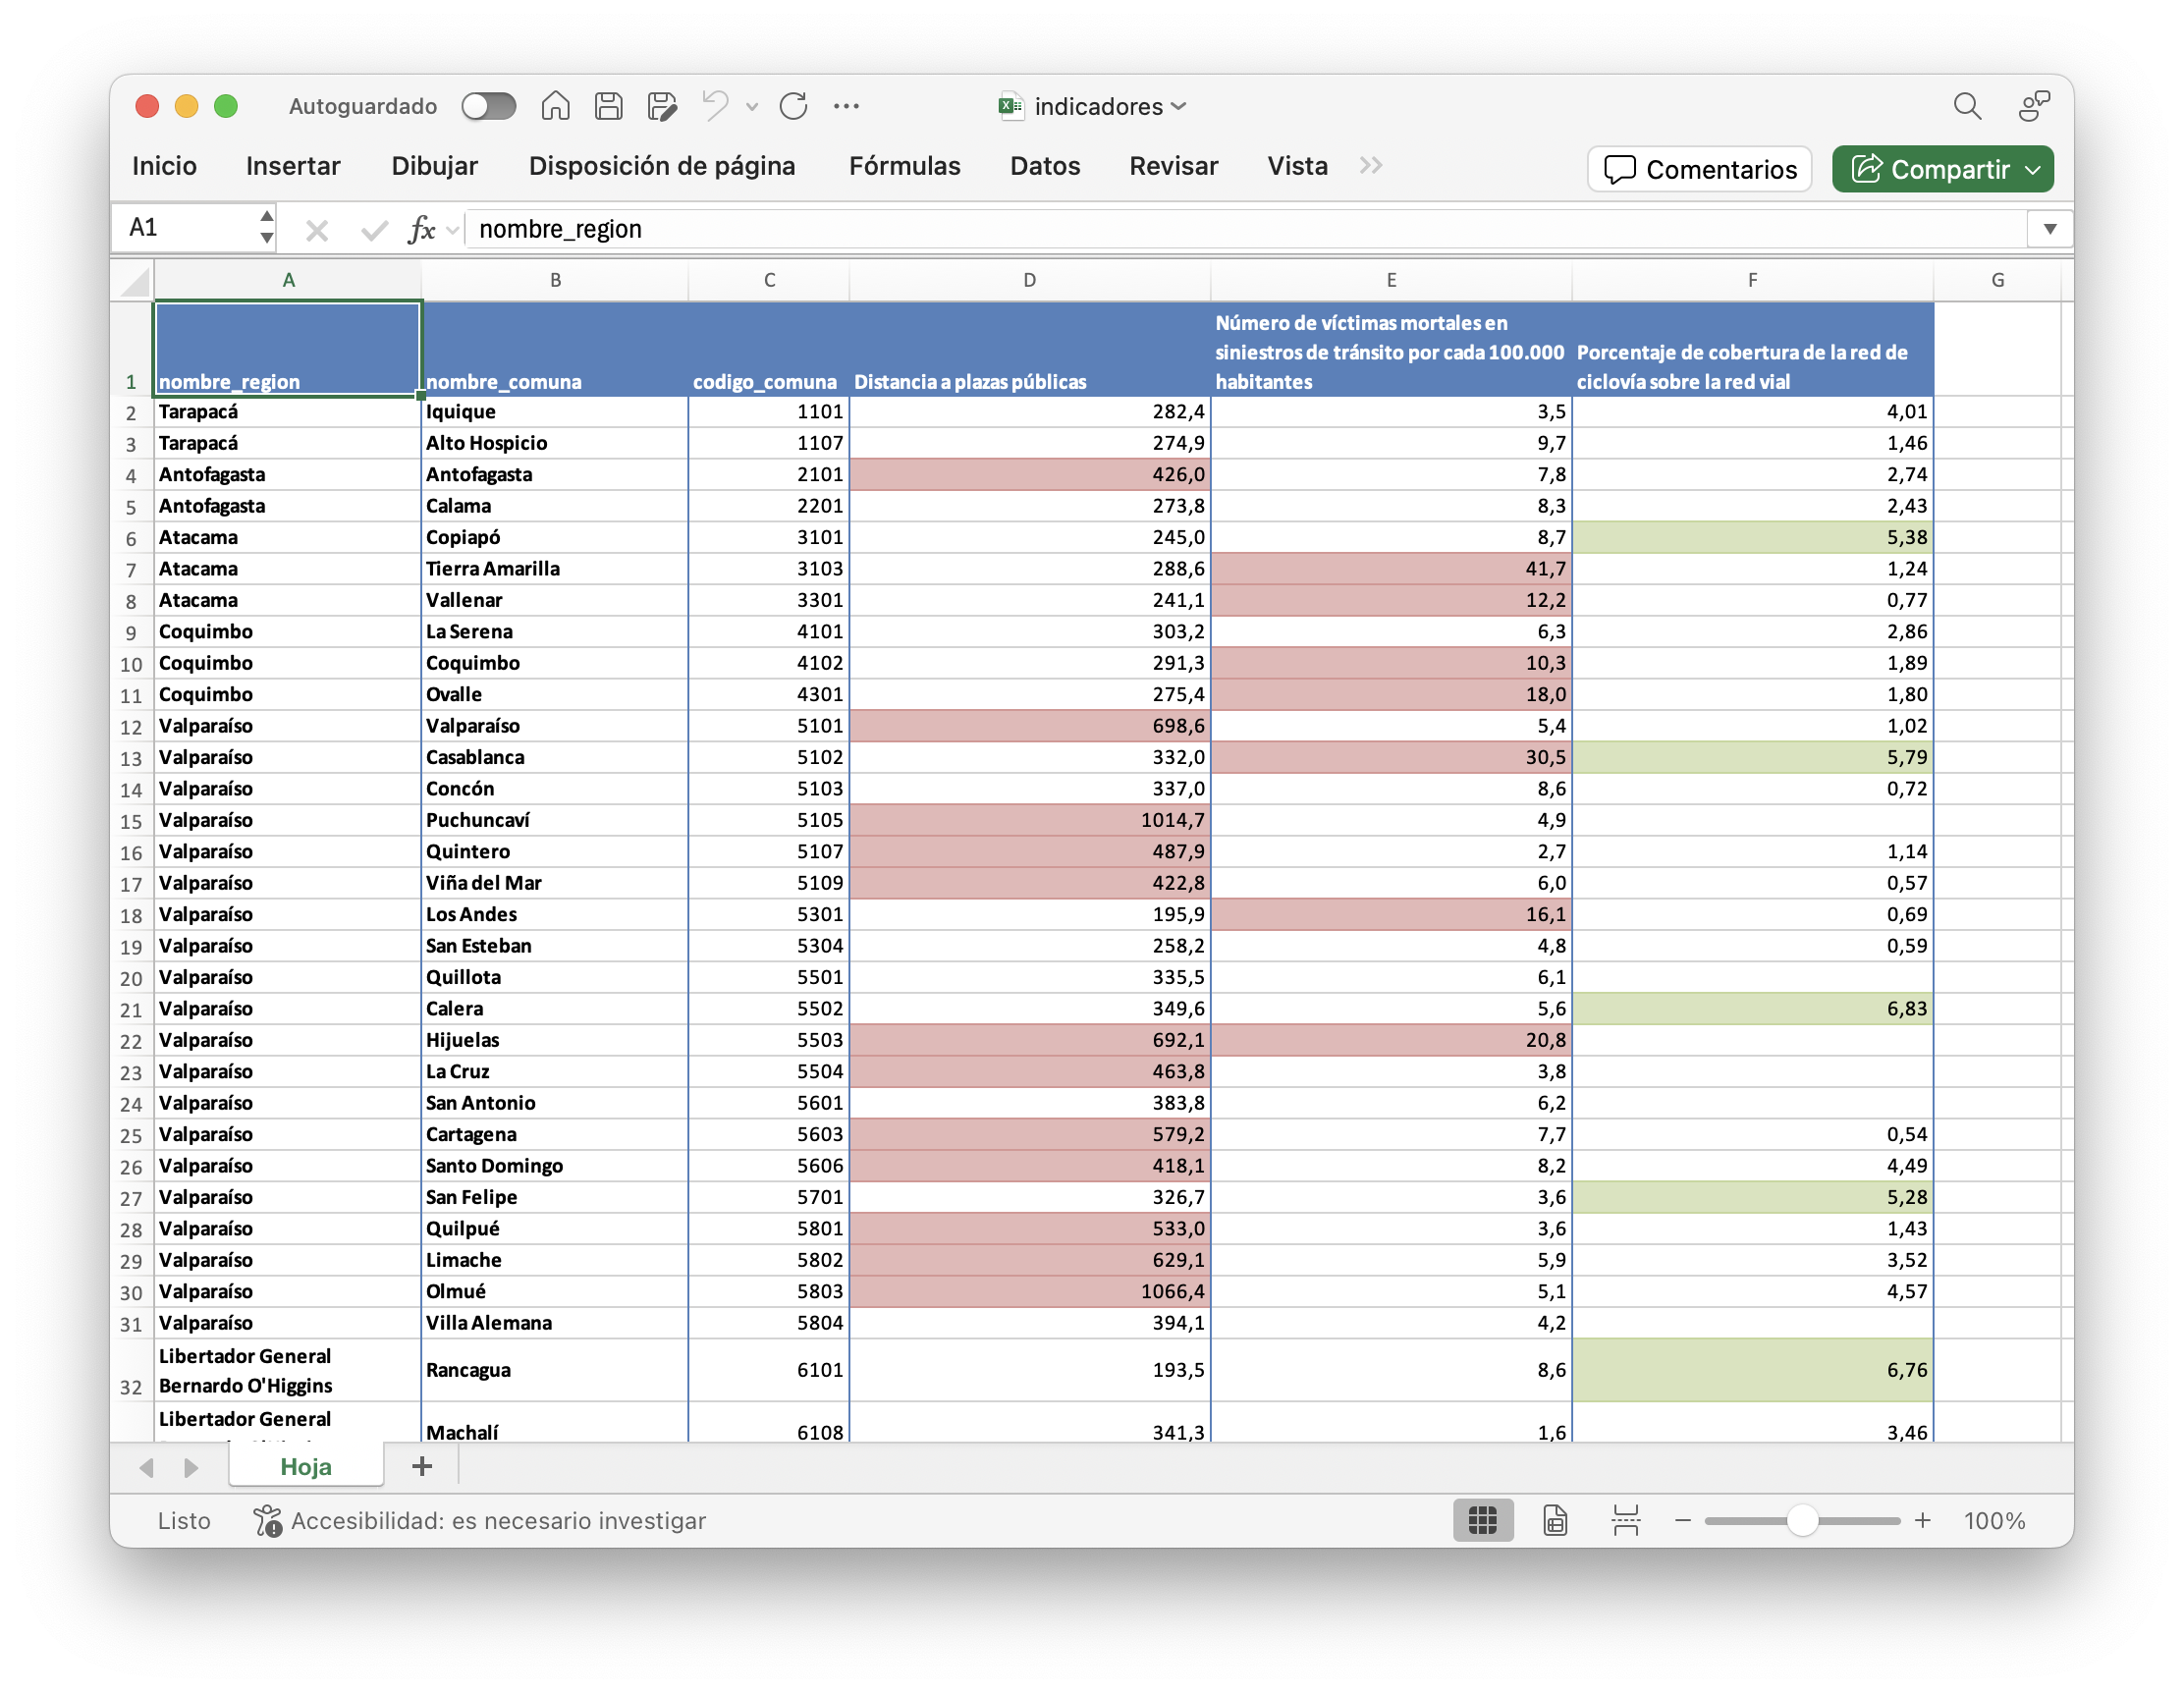 Autoguardado
indicadores
Inicio Insertar Dibujar Disposición de página Fórmulas Datos Revisar Vista
Comentarios Compartir
A1 fx nombre_region
A B C D E F G
1 nombre_region nombre_comuna codigo_comuna Distancia a plazas públicas Número de víctimas mortales en siniestros de tránsito por cada 100.000 habitantes Porcentaje de cobertura de la red de ciclovía sobre la red vial
2 Tarapacá Iquique 1101 282,4 3,5 4,01
3 Tarapacá Alto Hospicio 1107 274,9 9,7 1,46
4 Antofagasta Antofagasta 2101 426,0 7,8 2,74
5 Antofagasta Calama 2201 273,8 8,3 2,43
6 Atacama Copiapó 3101 245,0 8,7 5,38
7 Atacama Tierra Amarilla 3103 288,6 41,7 1,24
8 Atacama Vallenar 3301 241,1 12,2 0,77
9 Coquimbo La Serena 4101 303,2 6,3 2,86
10 Coquimbo Coquimbo 4102 291,3 10,3 1,89
11 Coquimbo Ovalle 4301 275,4 18,0 1,80
12 Valparaíso Valparaíso 5101 698,6 5,4 1,02
13 Valparaíso Casablanca 5102 332,0 30,5 5,79
14 Valparaíso Concón 5103 337,0 8,6 0,72
15 Valparaíso Puchuncaví 5105 1014,7 4,9
16 Valparaíso Quintero 5107 487,9 2,7 1,14
17 Valparaíso Viña del Mar 5109 422,8 6,0 0,57
18 Valparaíso Los Andes 5301 195,9 16,1 0,69
19 Valparaíso San Esteban 5304 258,2 4,8 0,59
20 Valparaíso Quillota 5501 335,5 6,1
21 Valparaíso Calera 5502 349,6 5,6 6,83
22 Valparaíso Hijuelas 5503 692,1 20,8
23 Valparaíso La Cruz 5504 463,8 3,8
24 Valparaíso San Antonio 5601 383,8 6,2
25 Valparaíso Cartagena 5603 579,2 7,7 0,54
26 Valparaíso Santo Domingo 5606 418,1 8,2 4,49
27 Valparaíso San Felipe 5701 326,7 3,6 5,28
28 Valparaíso Quilpué 5801 533,0 3,6 1,43
29 Valparaíso Limache 5802 629,1 5,9 3,52
30 Valparaíso Olmué 5803 1066,4 5,1 4,57
31 Valparaíso Villa Alemana 5804 394,1 4,2
32 Libertador General Bernardo O'Higgins Rancagua 6101 193,5 8,6 6,76
Libertador General Machalí 6108 341,3 1,6 3,46
Hoja +
Listo Accesibilidad: es necesario investigar 100%